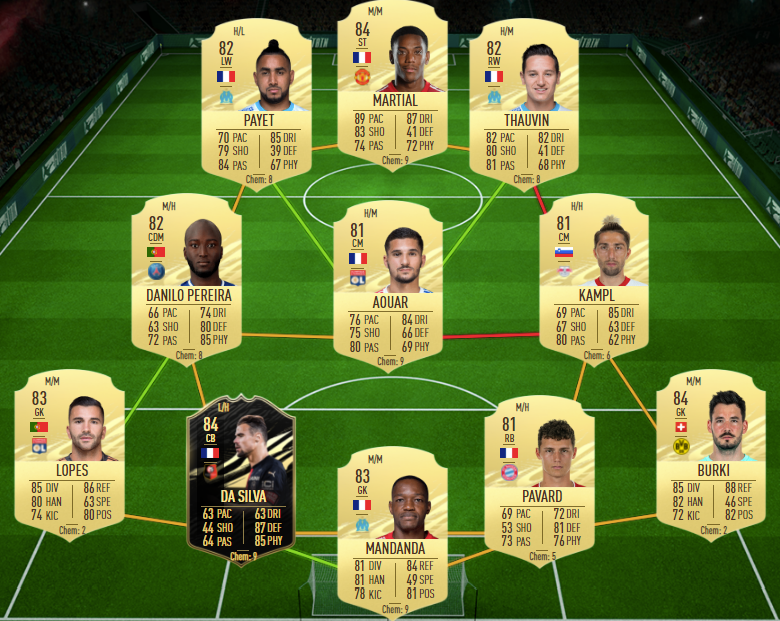 H/L
82
LW
PAYET
70 PAC 85 DRI
79 SHO 39 DEF
84 PAS 67 PHY
Chem: 8
M/M
84
ST
MARTIAL
89 PAC 87 DRI
83 SHO 41 DEF
74 PAS 72 PHY
Chem: 9
H/M
82
RW
THAUVIN
82 PAC 82 DRI
80 SHO 41 DEF
81 PAS 68 PHY
Chem: 8
M/H
82
CDM
DANILO PEREIRA
66 PAC 74 DRI
63 SHO 80 DEF
72 PAS 85 PHY
Chem: 8
H/M
81
CM
AOUAR
76 PAC 84 DRI
75 SHO 66 DEF
80 PAS 69 PHY
Chem: 9
H/H
81
CM
KAMPL
69 PAC 85 DRI
67 SHO 63 DEF
80 PAS 62 PHY
Chem: 6
M/M
83
GK
LOPES
85 DIV 86 REF
80 HAN 63 SPE
74 KIC 80 POS
Chem: 2
L/H
84
CB
DA SILVA
63 PAC 63 DRI
44 SHO 87 DEF
64 PAS 85 PHY
Chem: 9
M/M
83
GK
MANDANDA
81 DIV 84 REF
81 HAN 49 SPE
78 KIC 81 POS
Chem: 9
M/H
81
RB
PAVARD
69 PAC 72 DRI
53 SHO 81 DEF
73 PAS 76 PHY
Chem: 5
M/M
84
GK
BURKI
85 DIV 88 REF
82 HAN 46 SPE
72 KIC 82 POS
Chem: 2